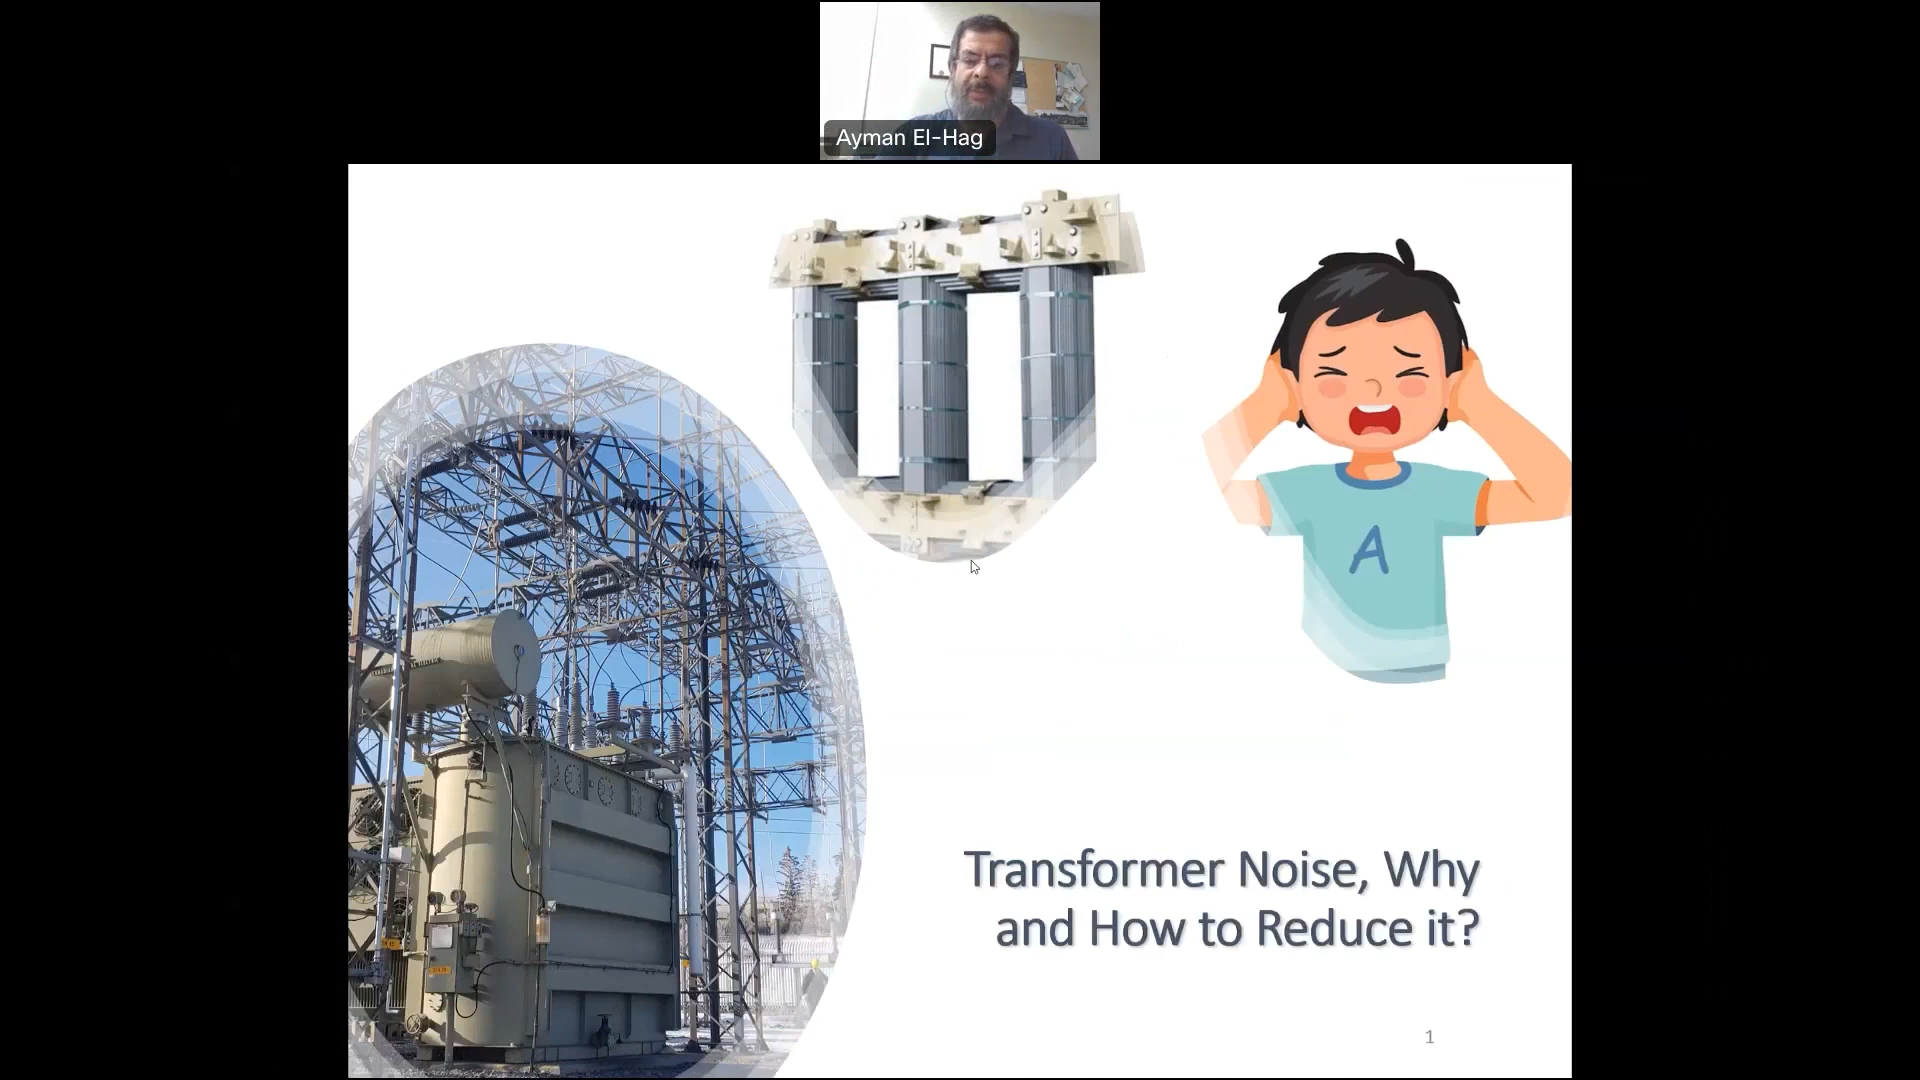 Ayman El-Hag
A
Transformer Noise, Why
and How to Reduce it?
1